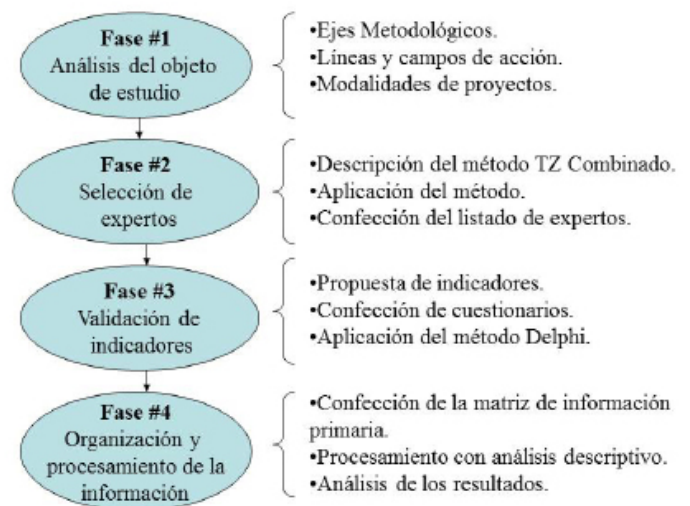 Fase #1
Análisis del objeto
de estudio
•Ejes Metodológicos.
•Líneas y campos de acción.
•Modalidades de proyectos.
Fase #2
Selección de
expertos
•Descripción del método TZ Combinado.
•Aplicación del método.
•Confección del listado de expertos.
Fase #3
Validación de
indicadores
•Propuesta de indicadores.
•Confección de cuestionarios.
•Aplicación del método Delphi.
Fase #4
Organización y
procesamiento de la
información
•Confección de la matriz de información
primaria.
•Procesamiento con análisis descriptivo.
•Análisis de los resultados.